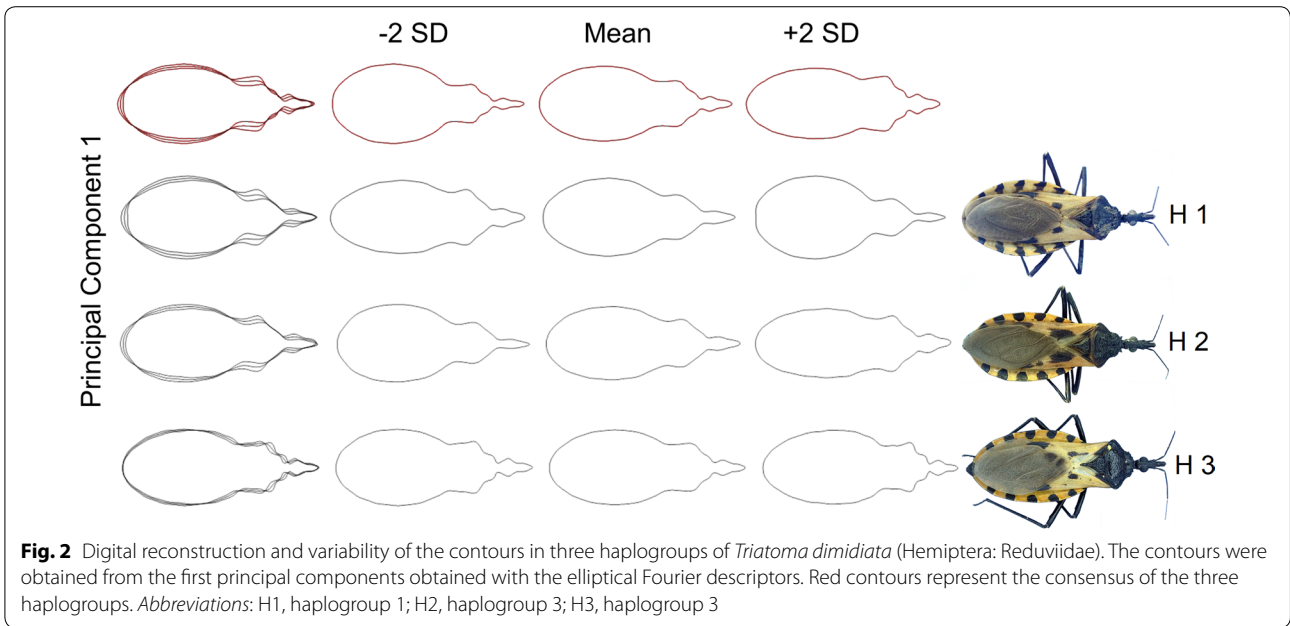 -2 SD Mean +2 SD
Principal Component 1
H 1
H 2
H 3
Fig. 2 Digital reconstruction and variability of the contours in three haplogroups of Triatoma dimidiata (Hemiptera: Reduviidae). The contours were
obtained from the first principal components obtained with the elliptical Fourier descriptors. Red contours represent the consensus of the three
haplogroups. Abbreviations: H1, haplogroup 1; H2, haplogroup 3; H3, haplogroup 3